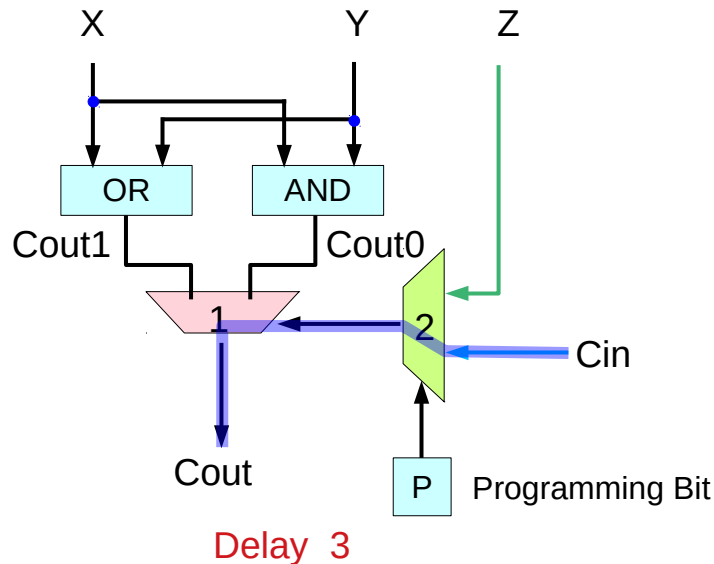 X Y Z
OR AND
Cout1 Cout0
1 2
Cin
Cout
P Programming Bit
Delay 3